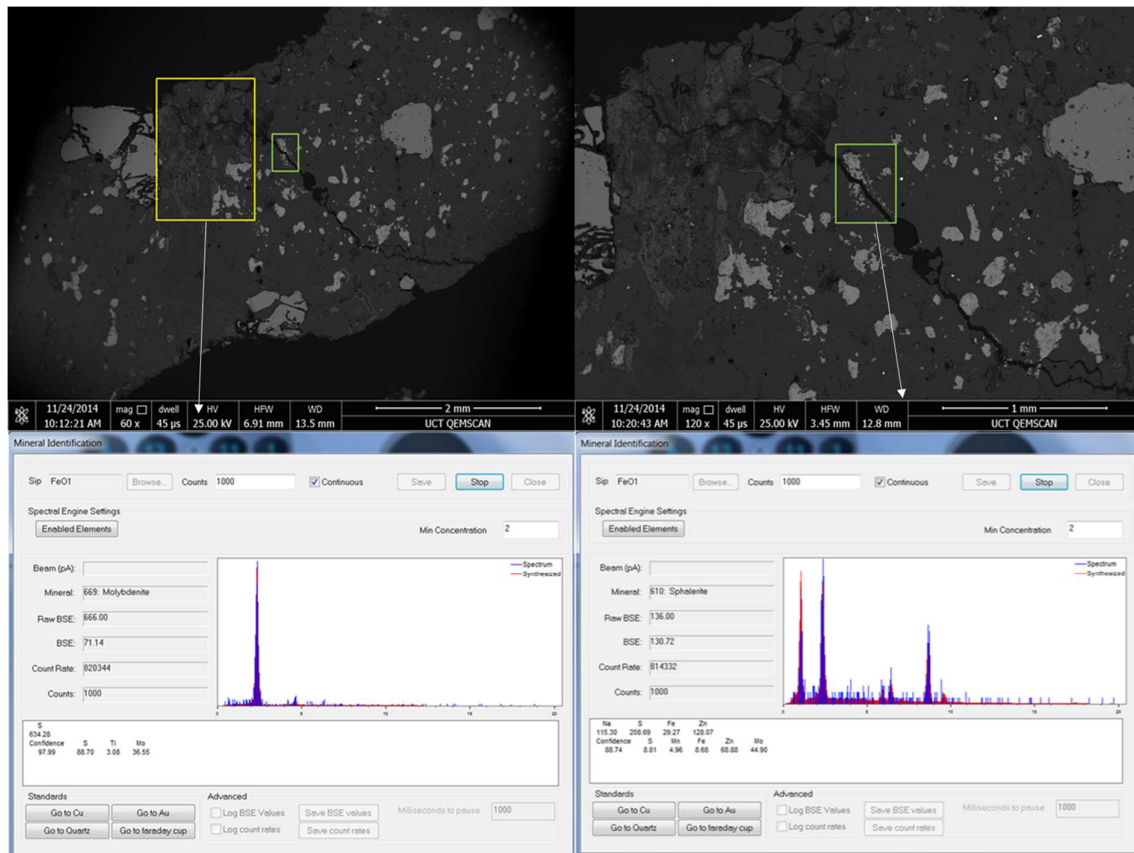 11/24/2014 mag dwell HV HFW WD 2 mm
10:12:21 AM 60 x 45 µs 25.00 kV 6.91 mm 13.5 mm UCT QEMSCAN
11/24/2014 mag dwell HV HFW WD 1 mm
10:20:43 AM 120 x 45 µs 25.00 kV 3.45 mm 12.8 mm UCT QEMSCAN
Mineral Identification
Sip FeO1 Browse... Counts 1000 Continuous Save Stop Close
Spectral Engine Settings
Enabled Elements Min Concentration 2
Beam (pA):
Mineral: 669: Molybdenite
Raw BSE: 666.00
BSE: 71.14
Count Rate: 820344
Counts: 1000
Spectrum
Synthesized
0 5 10 15 20
S
634.28
Confidence S Ti Mo
97.99 88.70 3.08 36.55
Standards Advanced
Go to Cu Go to Au Log BSE Values Save BSE values Milliseconds to pause 1000
Go to Quartz Go to faraday cup Log count rates Save count rates
Mineral Identification
Sip FeO1 Browse... Counts 1000 Continuous Save Stop Close
Spectral Engine Settings
Enabled Elements Min Concentration 2
Beam (pA):
Mineral: 610: Sphalerite
Raw BSE: 136.00
BSE: 130.72
Count Rate: 814332
Counts: 1000
Spectrum
Synthesized
0 5 10 15 20
Na S Fe Zn
115.30 208.69 29.27 128.07
Confidence S Mn Fe Zn Mo
88.74 8.81 4.96 8.68 68.88 44.90
Standards Advanced
Go to Cu Go to Au Log BSE Values Save BSE values Milliseconds to pause 1000
Go to Quartz Go to faraday cup Log count rates Save count rates